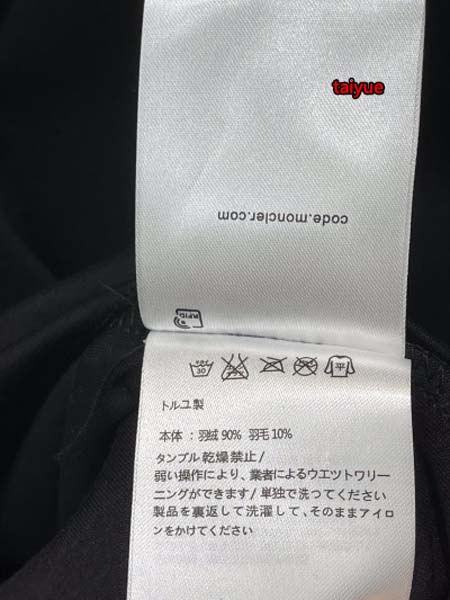 taiyue
code.moncler.com
RFID
30
平
トルユ製
本体：羽絨 90% 羽毛 10%
タンブル 乾燥禁止 /
弱い操作により、業者によるウエツトワリー
ニングができます/ 単独で洗ってください
製品を裏返して洗濯して、そのままアイロ
ンをかけてください